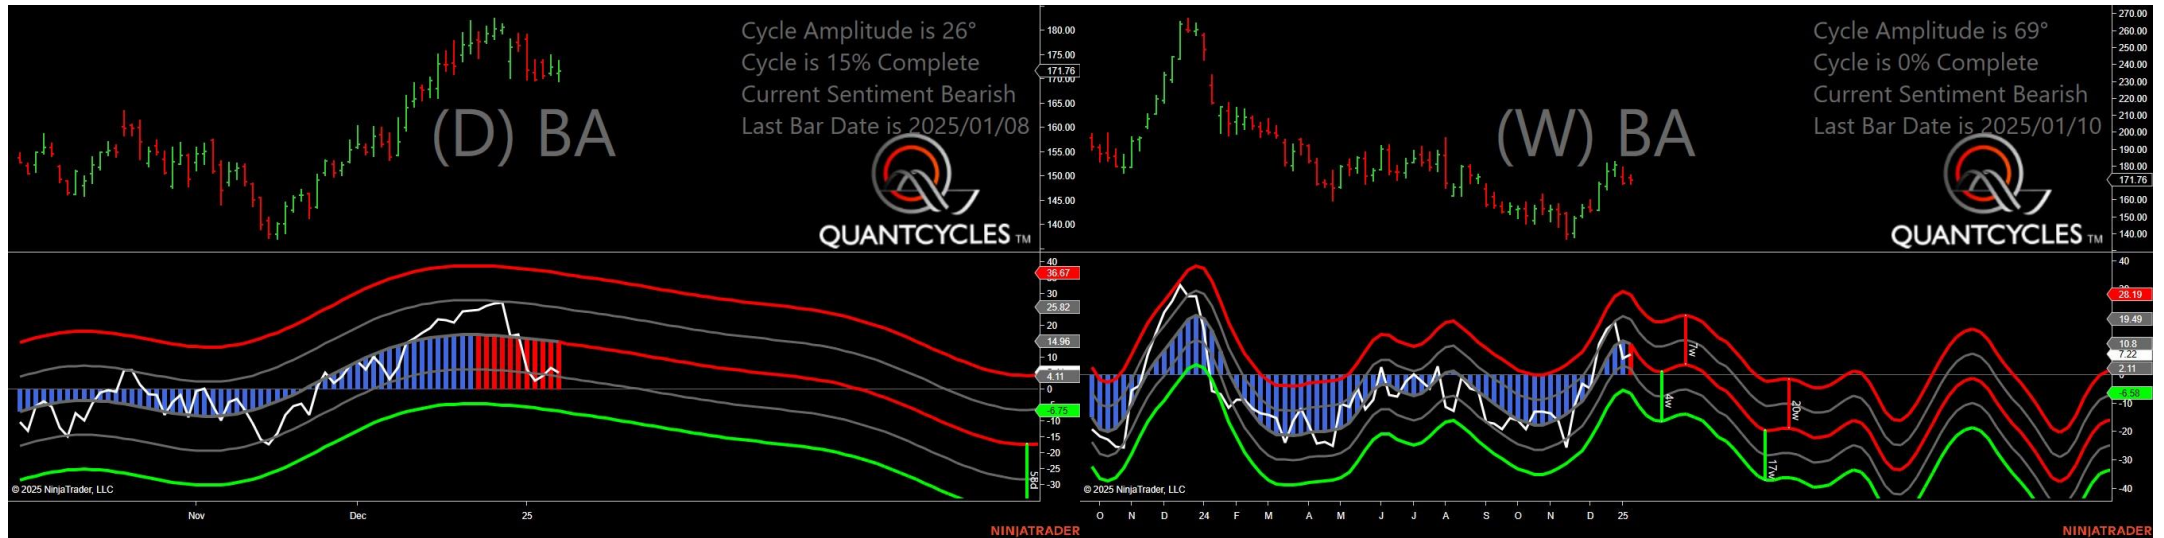 Cycle Amplitude is 26°
Cycle is 15% Complete
Current Sentiment Bearish
Last Bar Date is 2025/01/08
(D) BA
QUANTCYCLES TM
180.00
175.00
171.76
170.00
165.00
160.00
155.00
150.00
145.00
140.00
40
36.67
30
25.82
20
14.96
10
4.11
0
-6.75
-10
-15
-20
-25
-30
58d
© 2025 NinjaTrader, LLC
Nov
Dec
25
NINJATRADER
Cycle Amplitude is 69°
Cycle is 0% Complete
Current Sentiment Bearish
Last Bar Date is 2025/01/10
(W) BA
QUANTCYCLES TM
270.00
260.00
250.00
240.00
230.00
220.00
210.00
200.00
190.00
180.00
171.76
160.00
150.00
140.00
40
28.19
19.49
10.8
7.22
2.11
-6.58
-10
-20
-30
-40
7w
4w
20w
17w
© 2025 NinjaTrader, LLC
O N D 24 F M A M J J A S O N D 25
NINJATRADER